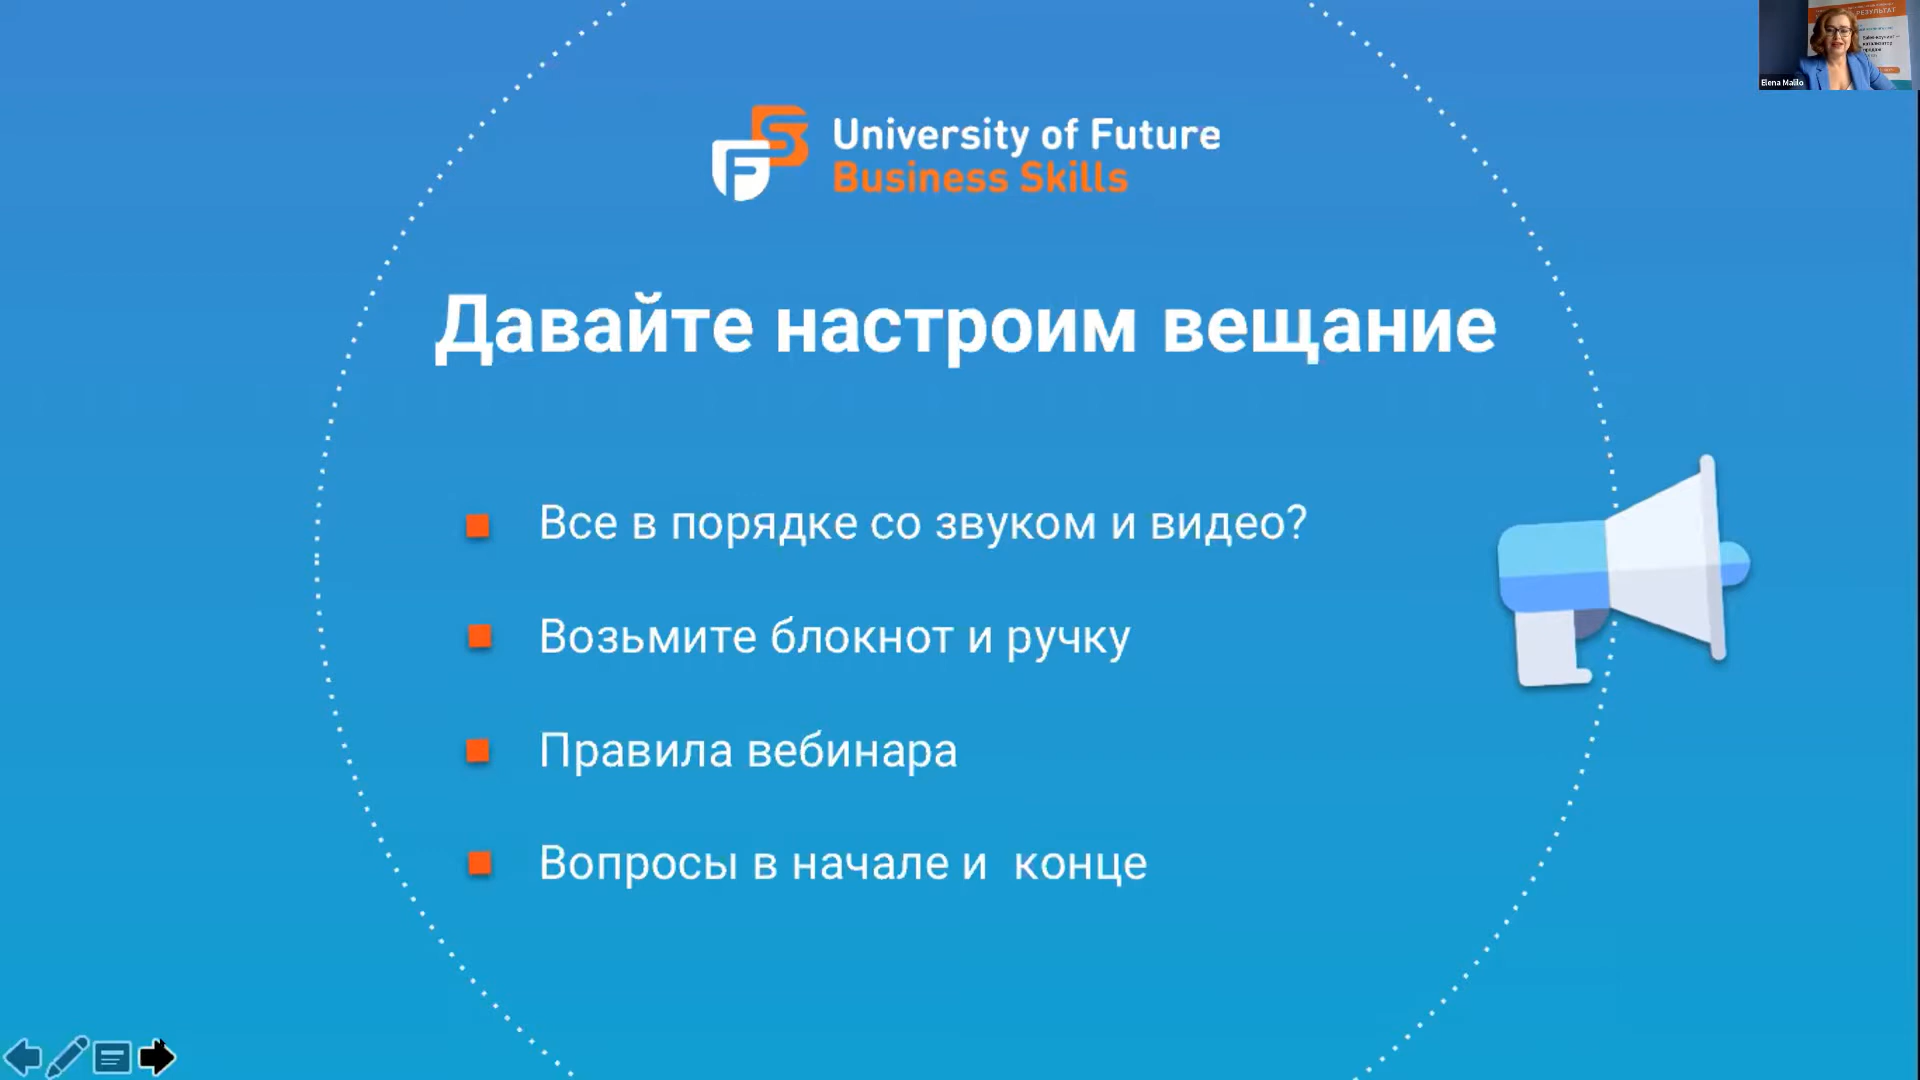 University of Future
Business Skills
Давайте настроим вещание
Все в порядке со звуком и видео?
Возьмите блокнот и ручку
Правила вебинара
Вопросы в начале и конце
РЕЗУЛЬТАТ
Elena Malilo